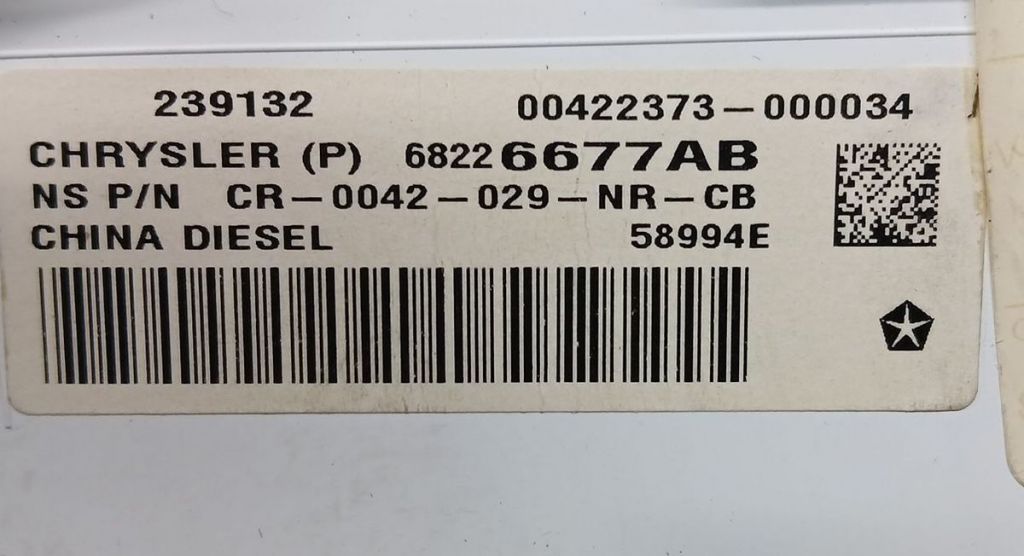 239132 00422373-000034
CHRYSLER (P) 68226677AB
NS P/N CR-0042-029-NR-CB
CHINA DIESEL 58994E